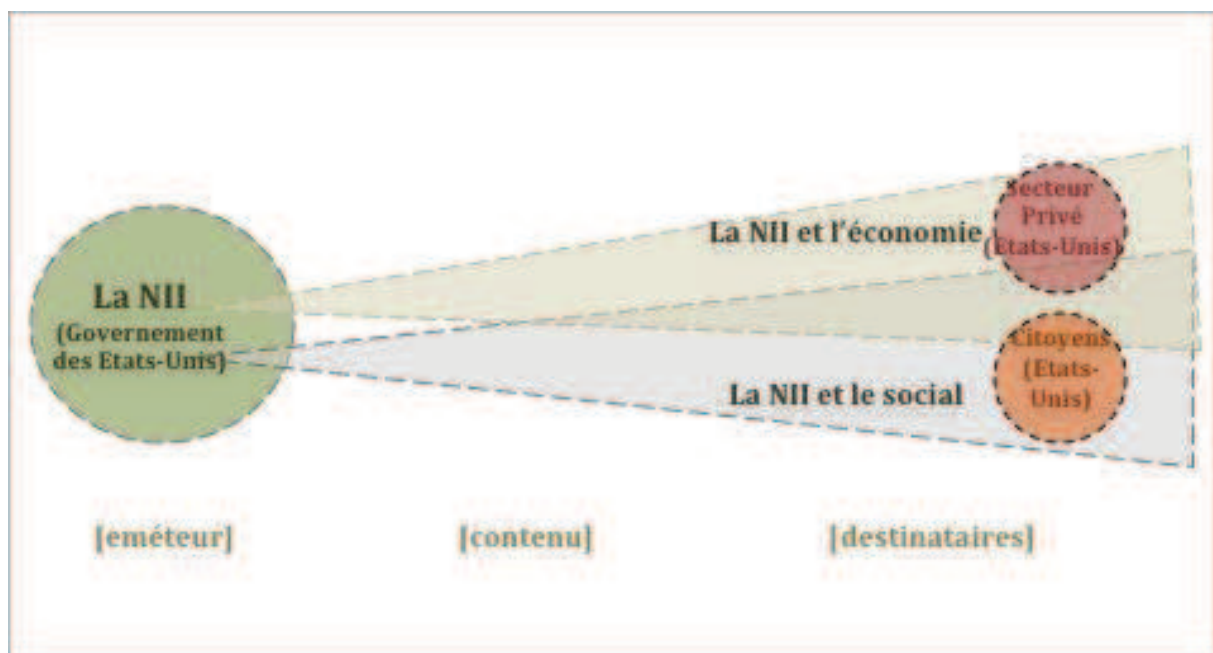 La NII
(Governement
des Etats-Unis)
La NII et l'économie
Secteur
Privé
(Etats-Unis)
La NII et le social
Citoyens
(Etats-
Unis)
[eméteur]
[contenu]
[destinataires]